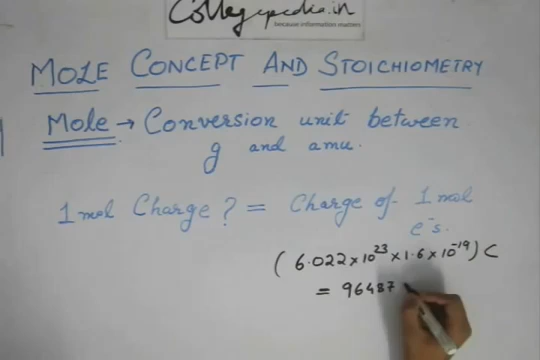 Collegepedia.in
because information matters
MOLE CONCEPT AND STOICHIOMETRY
Mole → Conversion unit between
g and amu.
1 mol Charge? = Charge of 1 mol
e⁻s.
(6.022×10²³×1.6×10⁻¹⁹) C
= 96487